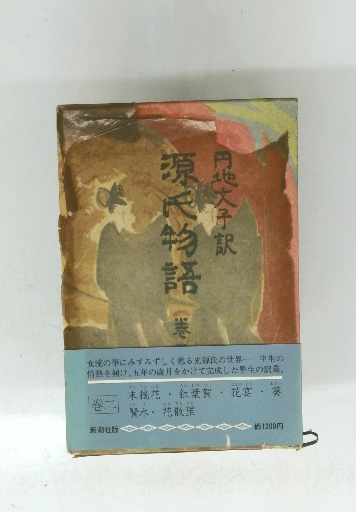 円地文子訳
源氏物語
巻二
女流の筆にみずみずしく甦る光源氏の世界――半生の
情熱を傾け、五年の歳月をかけて完成した畢生の訳業。
巻二
末摘花・紅葉賀・花宴・葵
賢木・花散里
新潮社版
価1200円